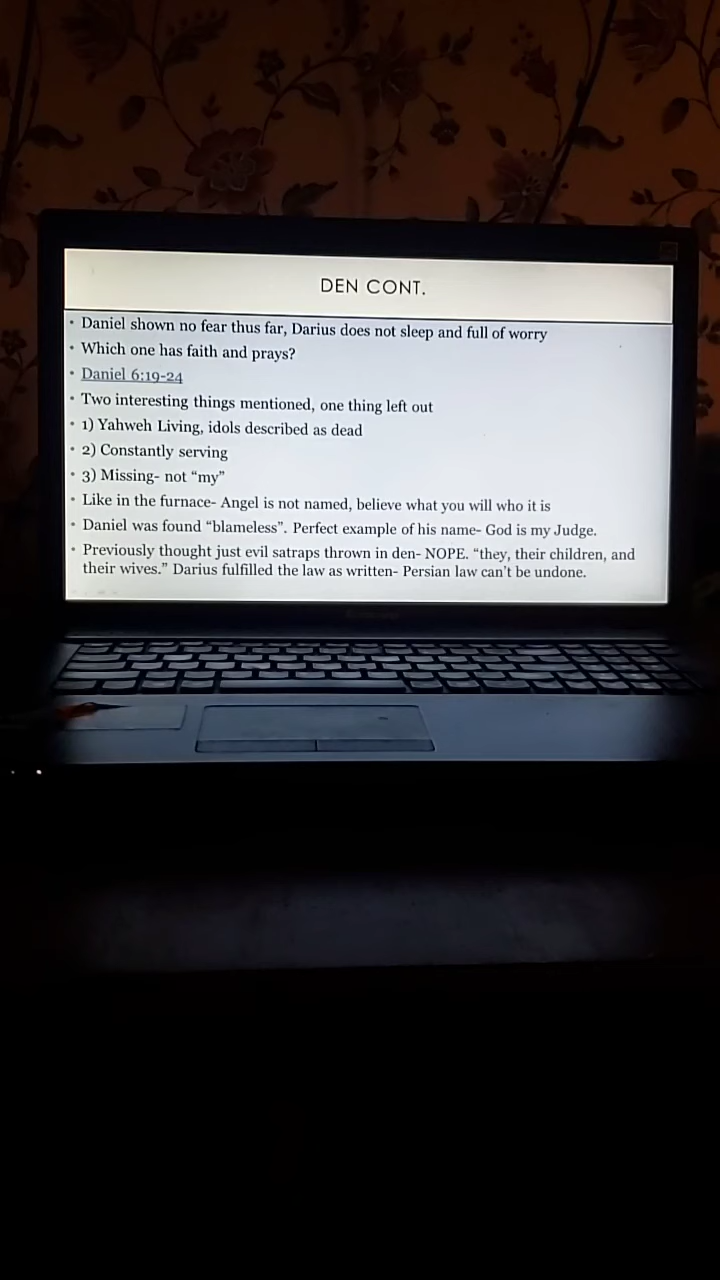 DEN CONT.
• Daniel shown no fear thus far, Darius does not sleep and full of worry
• Which one has faith and prays?
• Daniel 6:19-24
• Two interesting things mentioned, one thing left out
• 1) Yahweh Living, idols described as dead
• 2) Constantly serving
• 3) Missing- not “my”
• Like in the furnace- Angel is not named, believe what you will who it is
• Daniel was found “blameless”. Perfect example of his name- God is my Judge.
• Previously thought just evil satraps thrown in den- NOPE. “they, their children, and
their wives.” Darius fulfilled the law as written- Persian law can’t be undone.